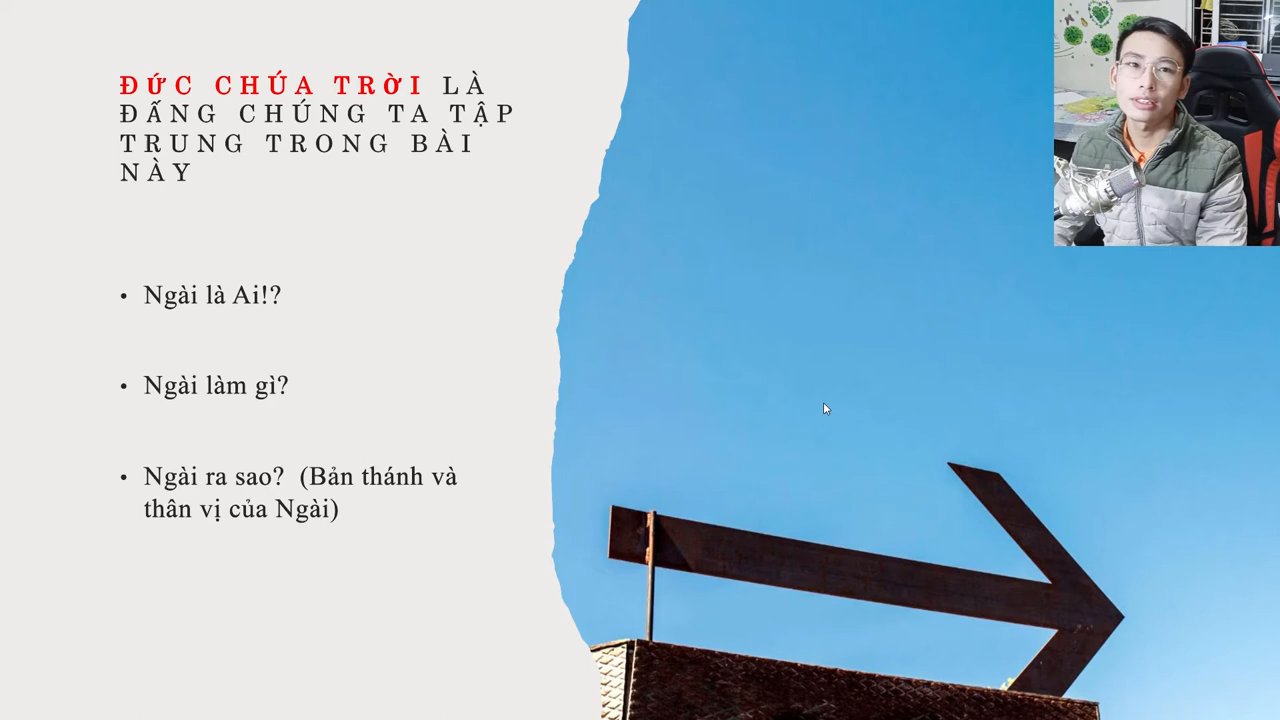 ĐỨC CHÚA TRỜI LÀ
ĐẤNG CHÚNG TA TẬP
TRUNG TRONG BÀI
NÀY
• Ngài là Ai!?
• Ngài làm gì?
• Ngài ra sao?  (Bản thánh và
thân vị của Ngài)